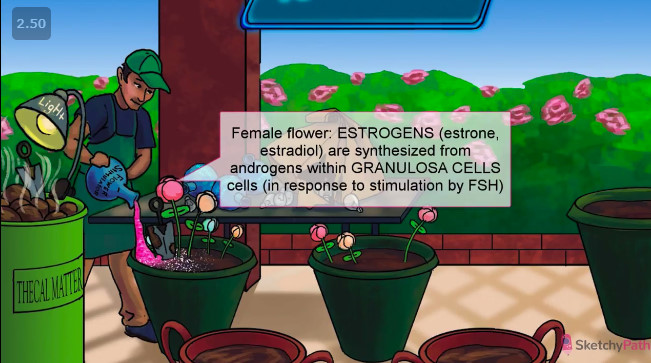 2.50
Light
Female flower: ESTROGENS (estrone,
estradiol) are synthesized from
androgens within GRANULOSA CELLS
cells (in response to stimulation by FSH)
THECAL MATTER
SketchyPath